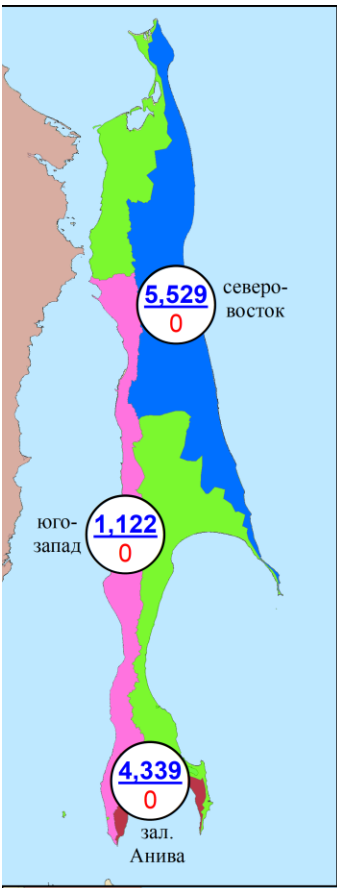 5,529
0
северо-
восток
юго-
запад
1,122
0
4,339
0
зал.
Анива